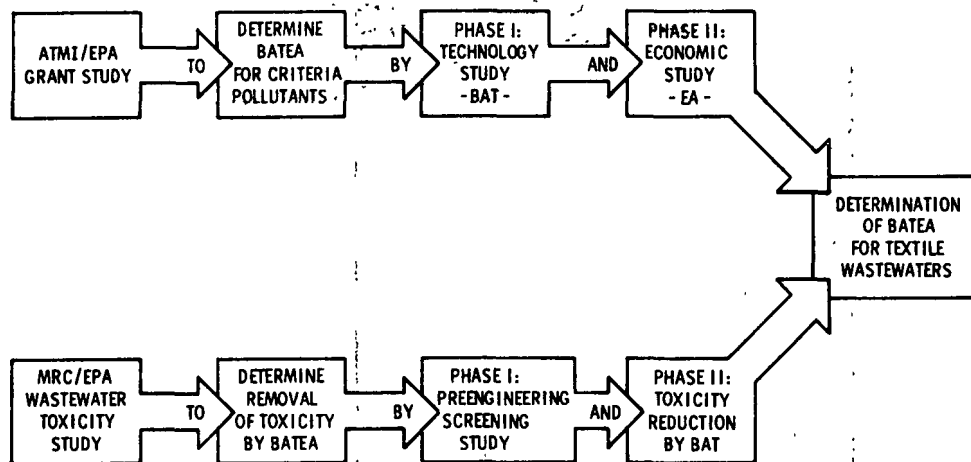 ATMI/EPA
GRANT STUDY
TO
DETERMINE
BATEA
FOR CRITERIA
POLLUTANTS
BY
PHASE I:
TECHNOLOGY
STUDY
- BAT -
AND
PHASE II:
ECONOMIC
STUDY
- EA -
DETERMINATION
OF BATEA
FOR TEXTILE
WASTEWATERS
MRC/EPA
WASTEWATER
TOXICITY
STUDY
TO
DETERMINE
REMOVAL
OF TOXICITY
BY BATEA
BY
PHASE I:
PREENGINEERING
SCREENING
STUDY
AND
PHASE II:
TOXICITY
REDUCTION
BY BAT